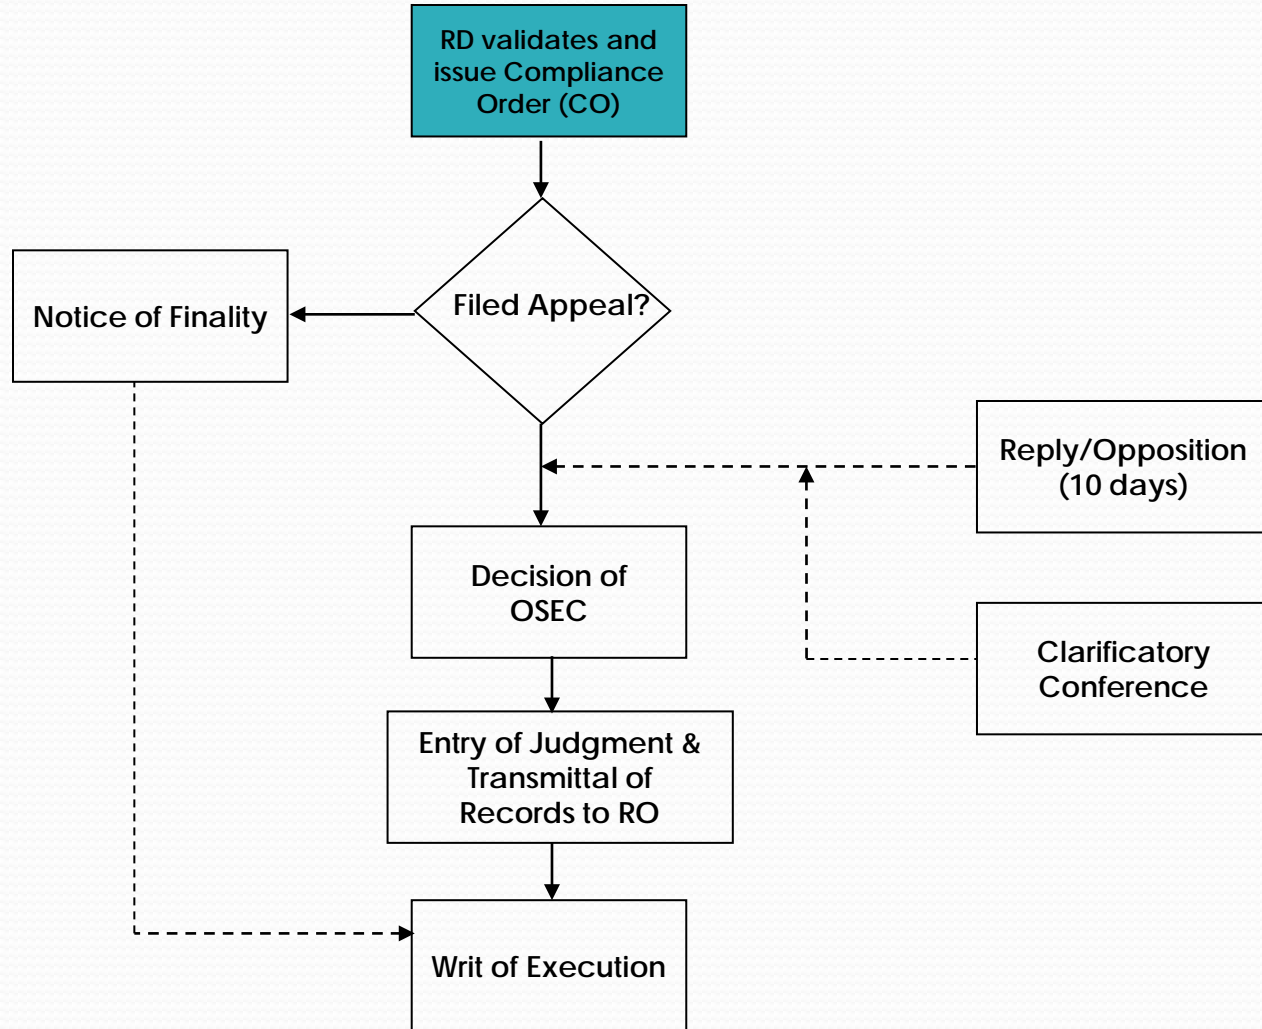 RD validates and
issue Compliance
Order (CO)
Filed Appeal?
Notice of Finality
Reply/Opposition
(10 days)
Decision of
OSEC
Clarificatory
Conference
Entry of Judgment &
Transmittal of
Records to RO
Writ of Execution